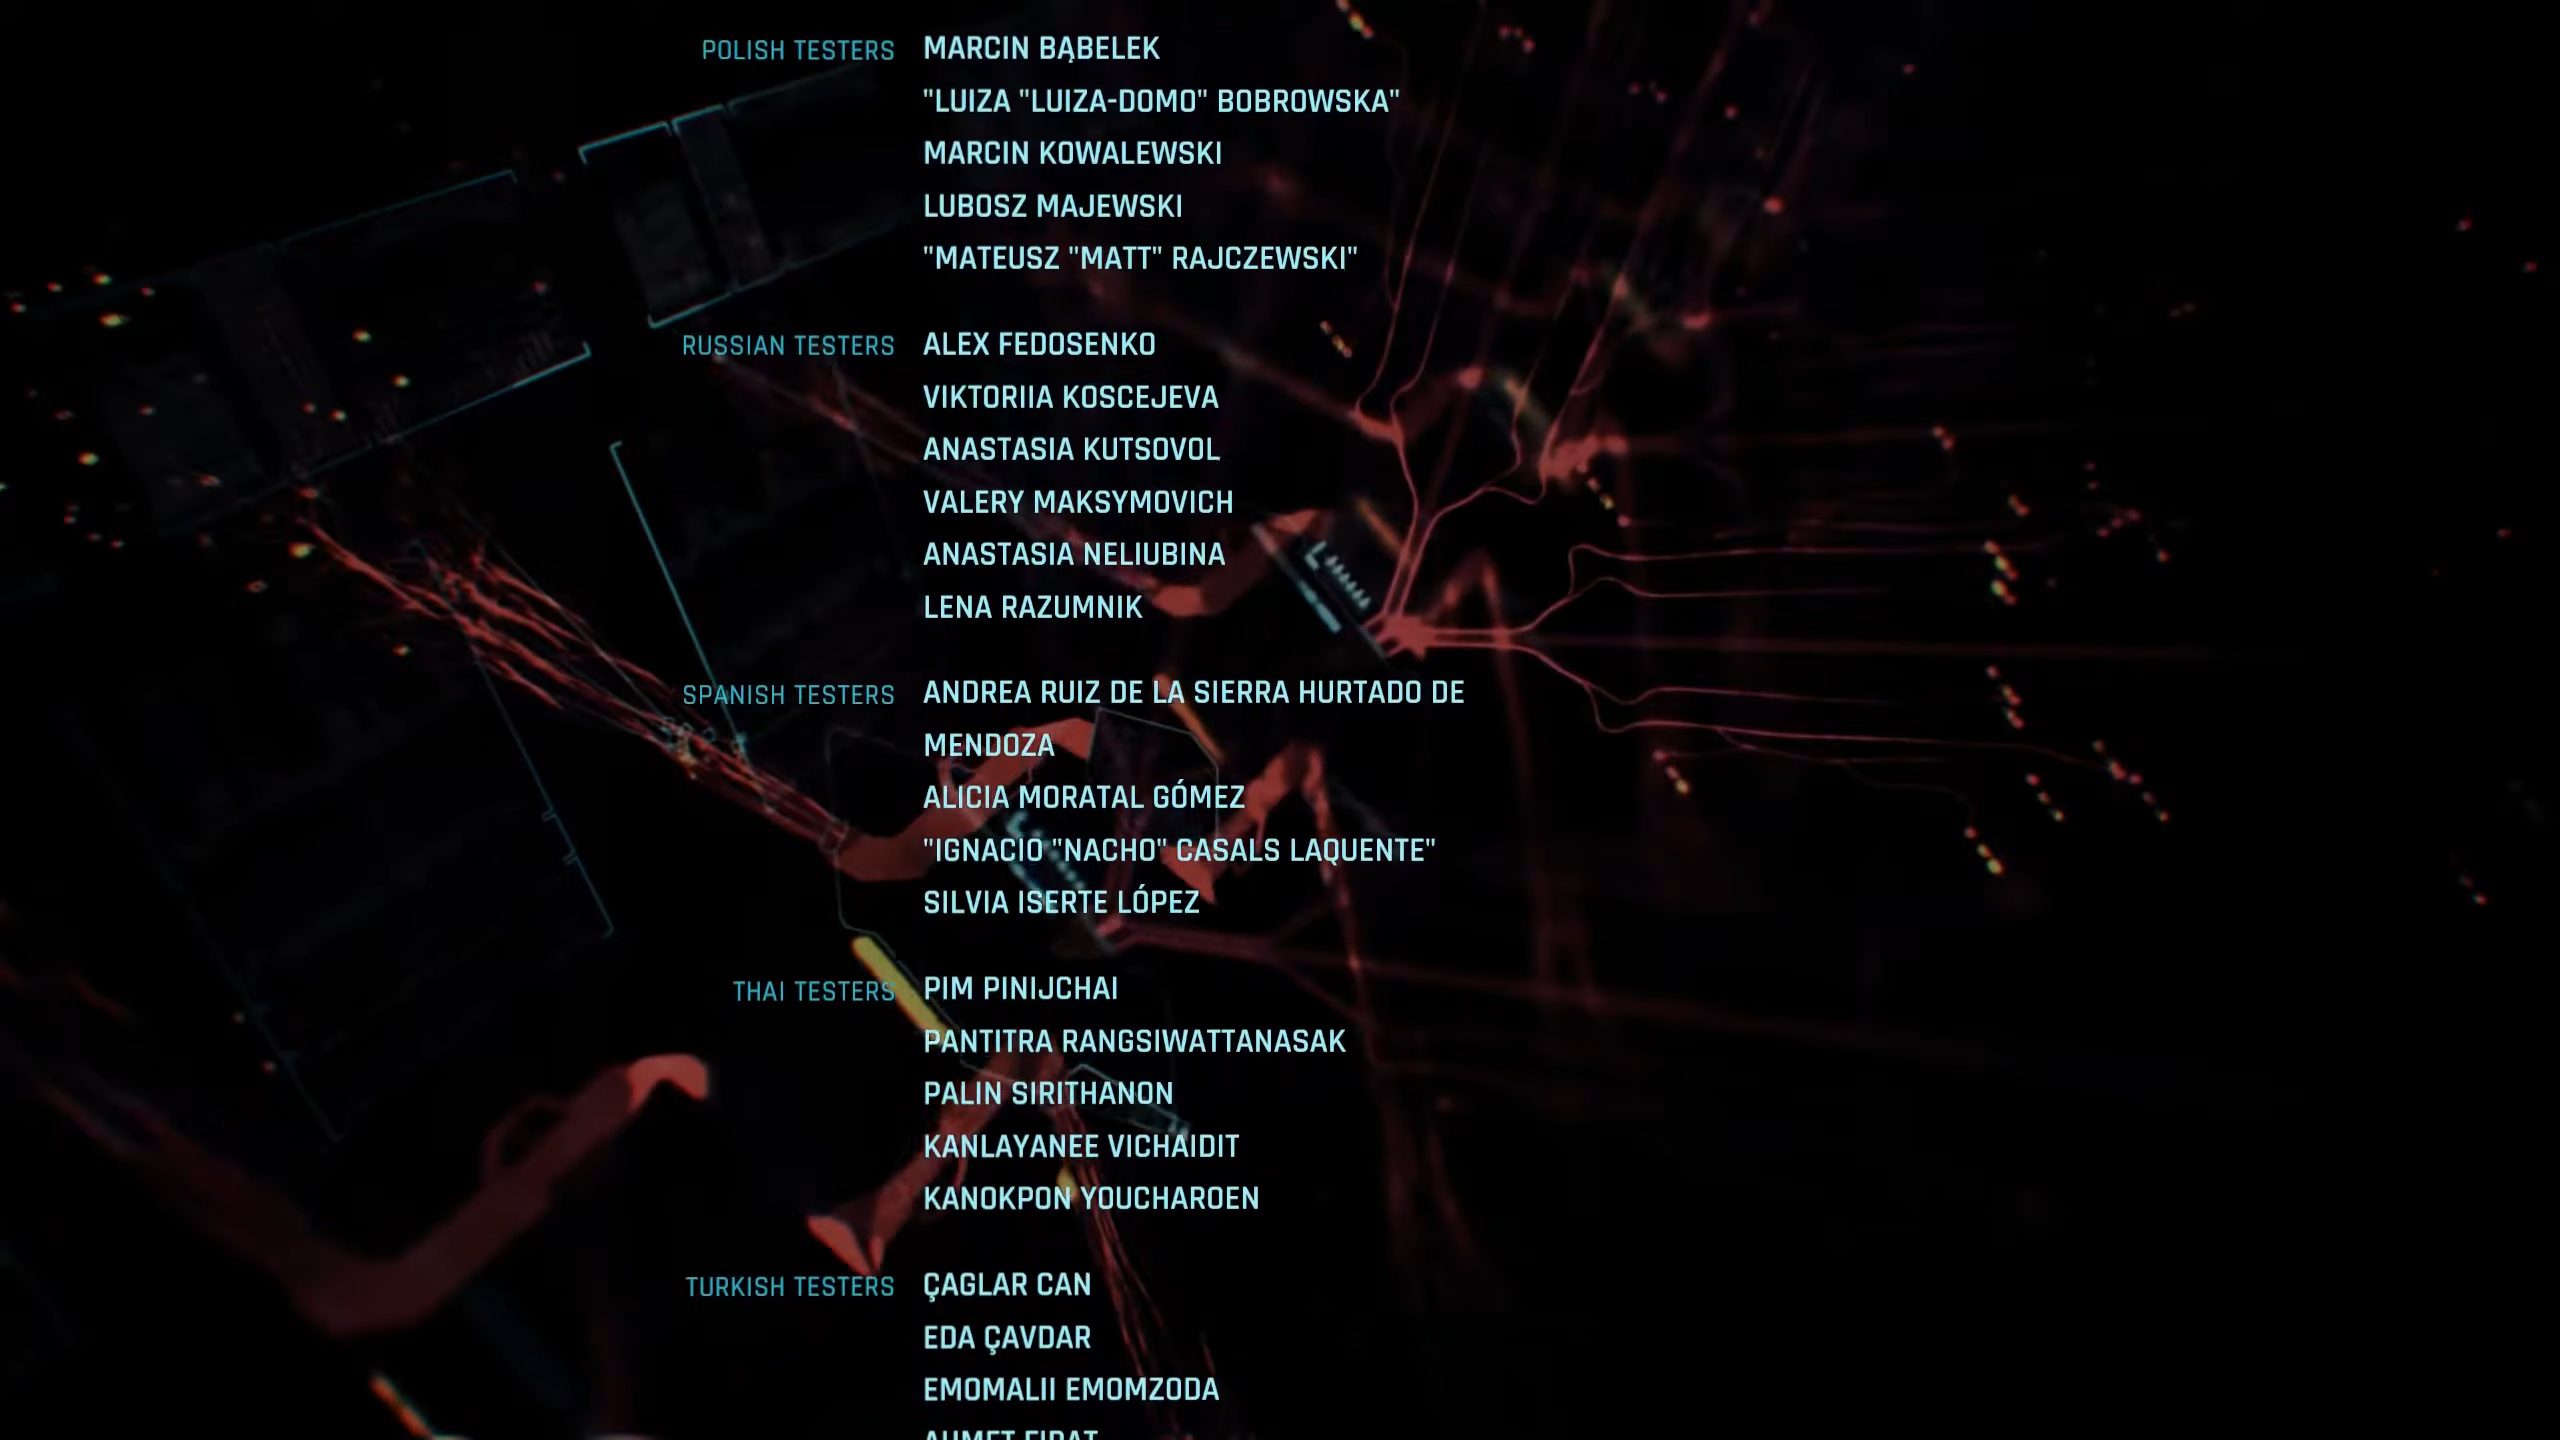 POLISH TESTERS MARCIN BĄBELEK
"LUIZA "LUIZA-DOMO" BOBROWSKA"
MARCIN KOWALEWSKI
LUBOSZ MAJEWSKI
"MATEUSZ "MATT" RAJCZEWSKI"
RUSSIAN TESTERS ALEX FEDOSENKO
VIKTORIIA KOSCEJEVA
ANASTASIA KUTSOVOL
VALERY MAKSYMOVICH
ANASTASIA NELIUBINA
LENA RAZUMNIK
SPANISH TESTERS ANDREA RUIZ DE LA SIERRA HURTADO DE
MENDOZA
ALICIA MORATAL GÓMEZ
"IGNACIO "NACHO" CASALS LAQUENTE"
SILVIA ISERTE LÓPEZ
THAI TESTERS PIM PINIJCHAI
PANTITRA RANGSIWATTANASAK
PALIN SIRITHANON
KANLAYANEE VICHAIDIT
KANOKPON YOUCHAROEN
TURKISH TESTERS ÇAGLAR CAN
EDA ÇAVDAR
EMOMALII EMOMZODA